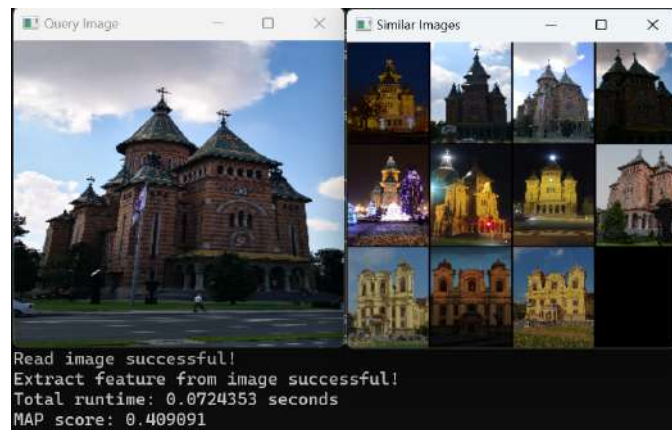 Query Image
Similar Images
Read image successful!
Extract feature from image successful!
Total runtime: 0.0724353 seconds
MAP score: 0.409091